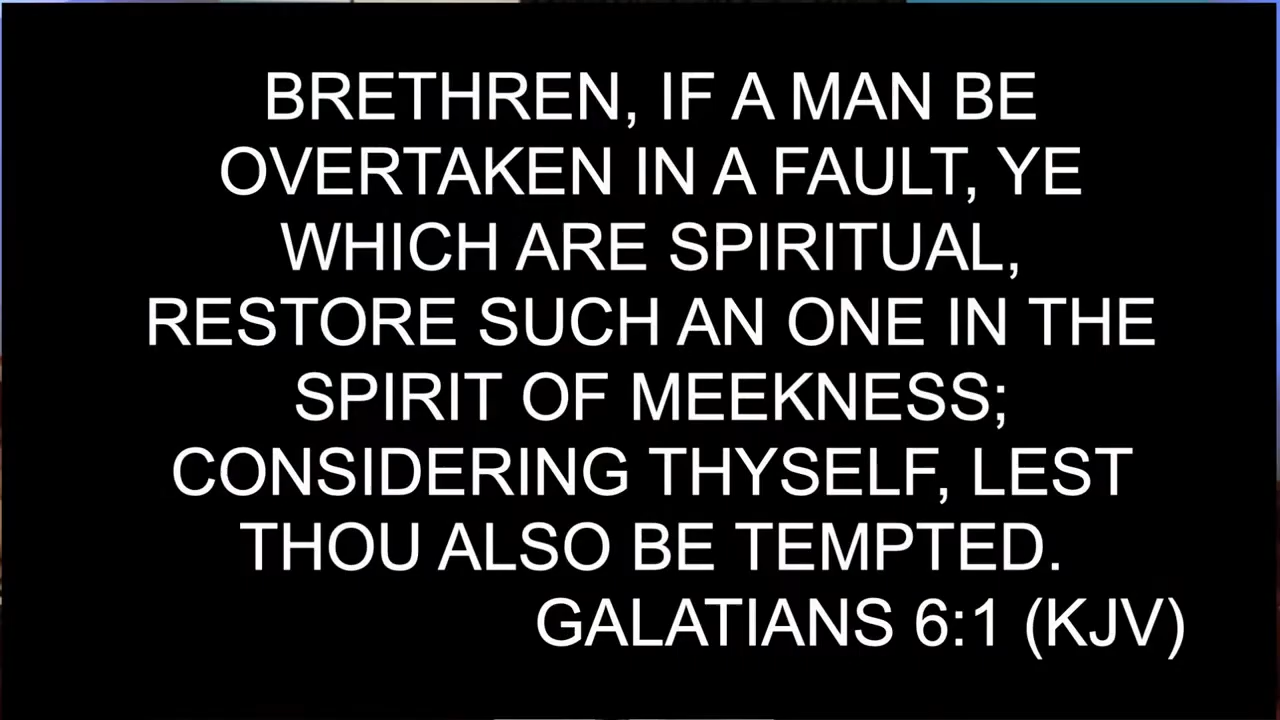 BRETHREN, IF A MAN BE
OVERTAKEN IN A FAULT, YE
WHICH ARE SPIRITUAL,
RESTORE SUCH AN ONE IN THE
SPIRIT OF MEEKNESS;
CONSIDERING THYSELF, LEST
THOU ALSO BE TEMPTED.
GALATIANS 6:1 (KJV)